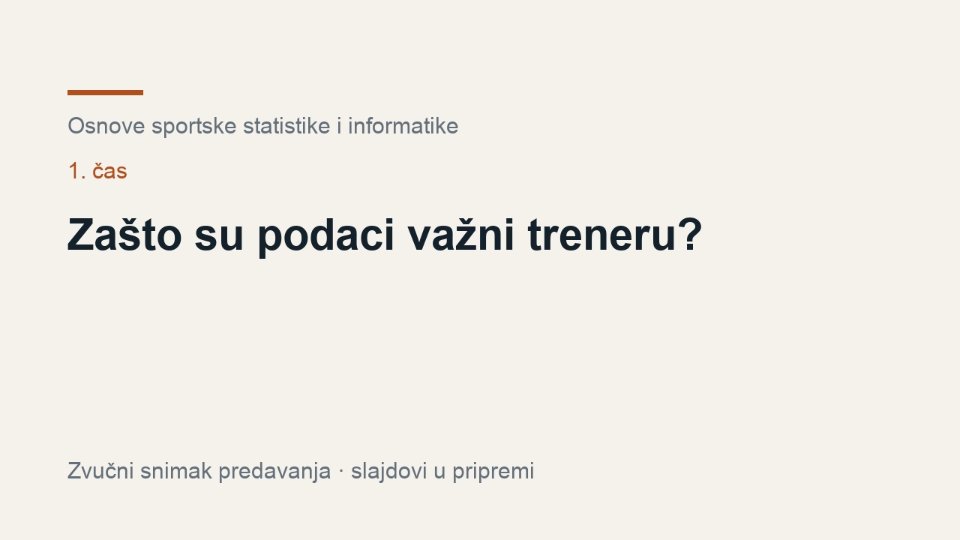 Osnove sportske statistike i informatike
1. čas
Zašto su podaci važni treneru?
Zvučni snimak predavanja · slajdovi u pripremi